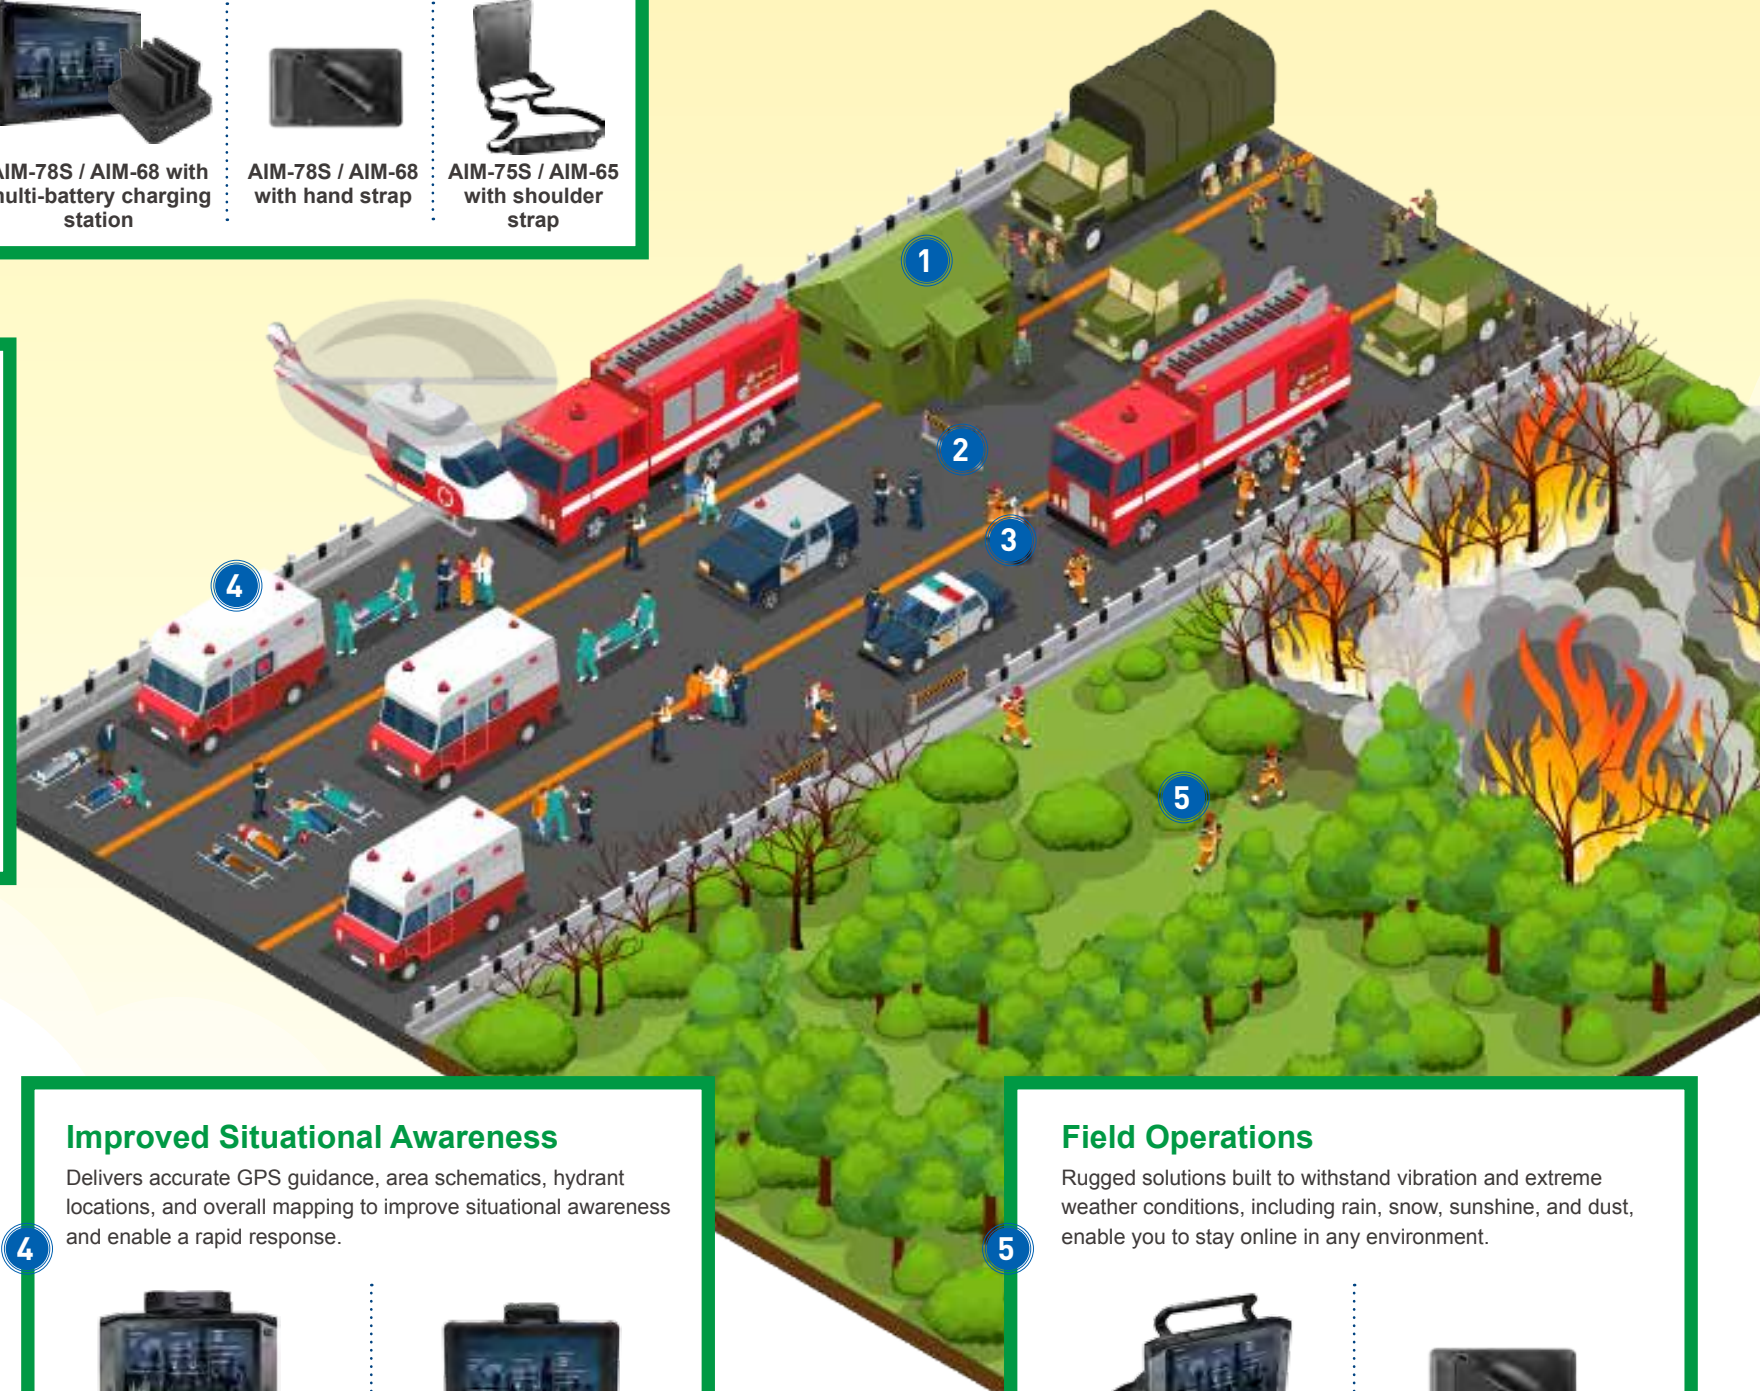 AIM-78S / AIM-68 with
multi-battery charging
station
AIM-78S / AIM-68
with hand strap
AIM-75S / AIM-65
with shoulder
strap
1
2
3
4
5
Improved Situational Awareness
Delivers accurate GPS guidance, area schematics, hydrant
locations, and overall mapping to improve situational awareness
and enable a rapid response.
4
Field Operations
Rugged solutions built to withstand vibration and extreme
weather conditions, including rain, snow, sunshine, and dust,
enable you to stay online in any environment.
5